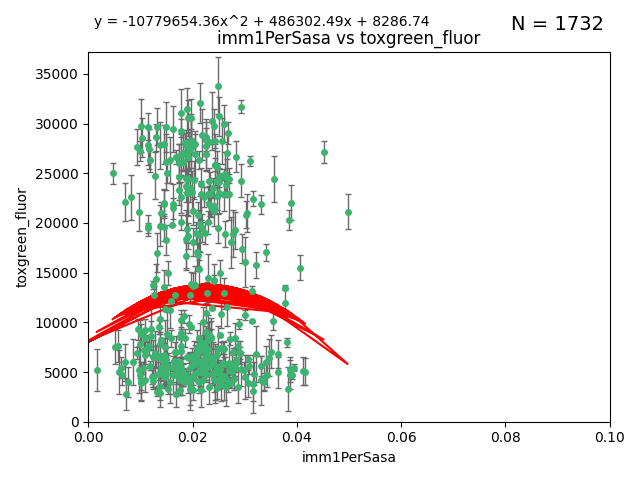 y = -10779654.36x^2 + 486302.49x + 8286.74
N = 1732
imm1PerSasa vs toxgreen_fluor
toxgreen_fluor
35000
30000
25000
20000
15000
10000
5000
0
0.00 0.02 0.04 0.06 0.08 0.10
imm1PerSasa